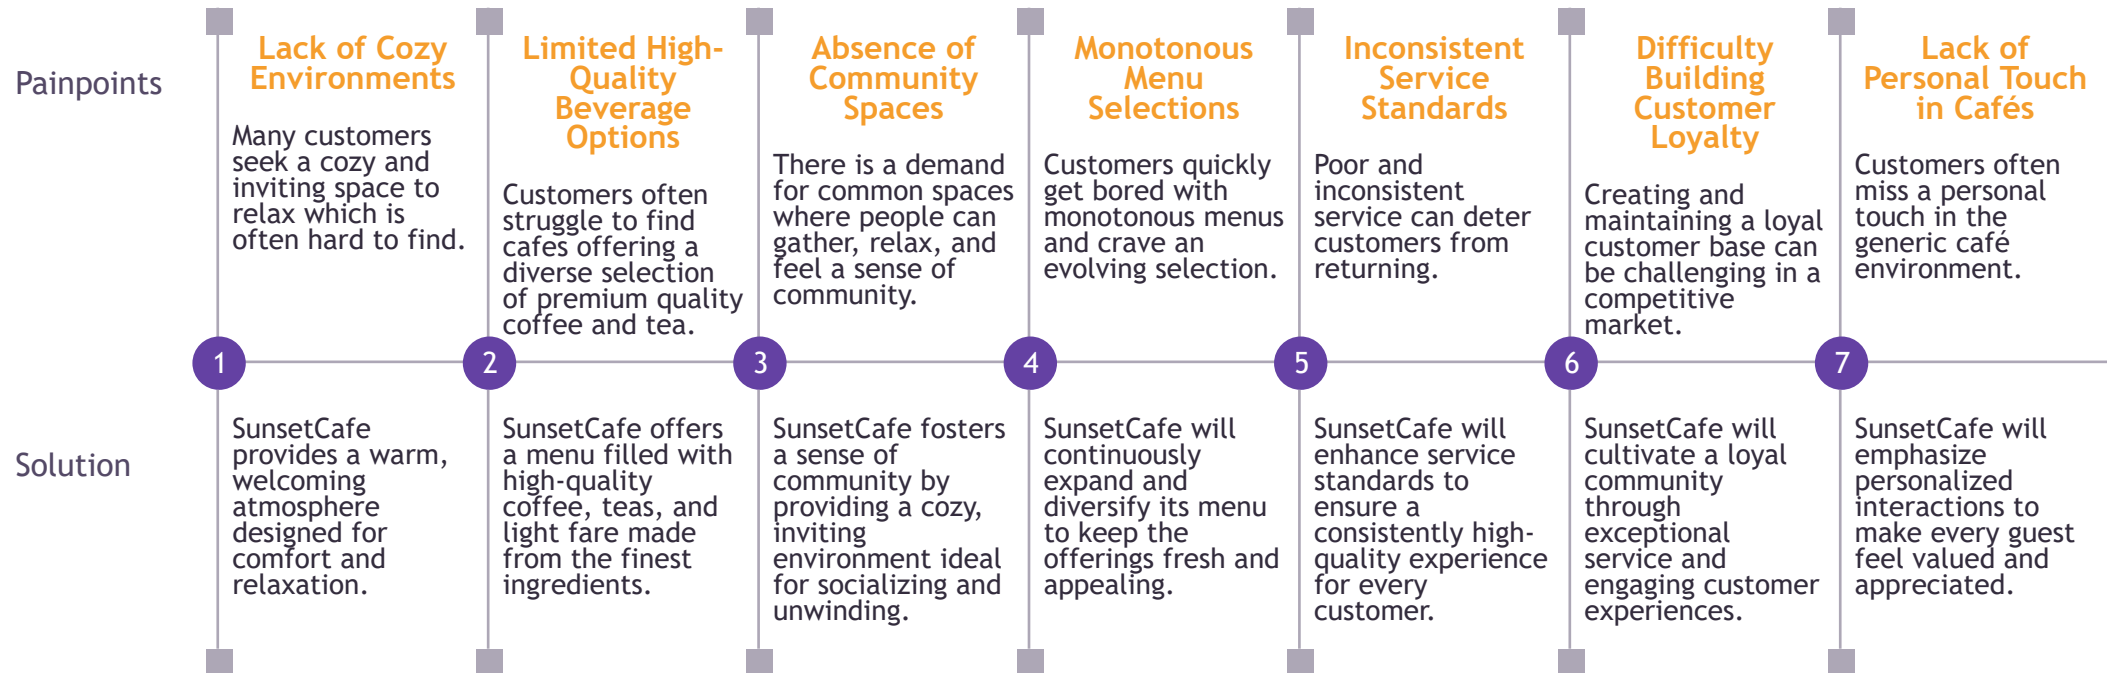 Painpoints
Lack of Cozy
Environments
Many customers
seek a cozy and
inviting space to
relax which is
often hard to find.
Limited High-
Quality
Beverage
Options
Customers often
struggle to find
cafes offering a
diverse selection
of premium quality
coffee and tea.
Absence of
Community
Spaces
There is a demand
for common spaces
where people can
gather, relax, and
feel a sense of
community.
Monotonous
Menu
Selections
Customers quickly
get bored with
monotonous menus
and crave an
evolving selection.
Inconsistent
Service
Standards
Poor and
inconsistent
service can deter
customers from
returning.
Difficulty
Building
Customer
Loyalty
Creating and
maintaining a loyal
customer base can
be challenging in a
competitive
market.
Lack of
Personal Touch
in Cafés
Customers often
miss a personal
touch in the
generic café
environment.
1
2
3
4
5
6
7
Solution
SunsetCafe
provides a warm,
welcoming
atmosphere
designed for
comfort and
relaxation.
SunsetCafe offers
a menu filled with
high-quality
coffee, teas, and
light fare made
from the finest
ingredients.
SunsetCafe fosters
a sense of
community by
providing a cozy,
inviting
environment ideal
for socializing and
unwinding.
SunsetCafe will
continuously
expand and
diversify its menu
to keep the
offerings fresh and
appealing.
SunsetCafe will
enhance service
standards to
ensure a
consistently high-
quality experience
for every
customer.
SunsetCafe will
cultivate a loyal
community
through
exceptional
service and
engaging customer
experiences.
SunsetCafe will
emphasize
personalized
interactions to
make every guest
feel valued and
appreciated.